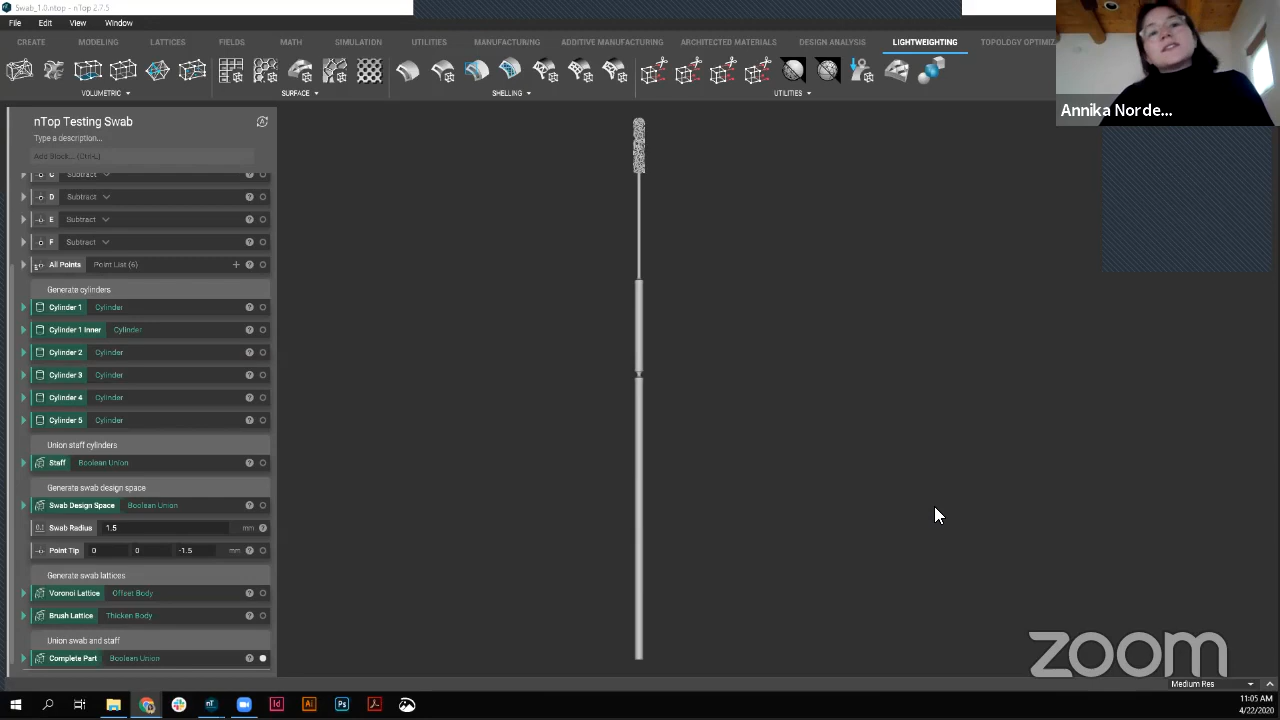 Swab_1.0.ntop - nTop 2.7.5
File Edit View Window
CREATE MODELING LATTICES FIELDS MATH SIMULATION UTILITIES MANUFACTURING ADDITIVE MANUFACTURING ARCHITECTED MATERIALS DESIGN ANALYSIS LIGHTWEIGHTING TOPOLOGY OPTIMIZ
VOLUMETRIC SURFACE SHELLING UTILITIES
Annika Norde...
nTop Testing Swab
Type a description...
Add Block... (Ctrl-L)
C Subtract
D Subtract
E Subtract
F Subtract
All Points Point List (6) +
Generate cylinders
Cylinder 1 Cylinder
Cylinder 1 Inner Cylinder
Cylinder 2 Cylinder
Cylinder 3 Cylinder
Cylinder 4 Cylinder
Cylinder 5 Cylinder
Union staff cylinders
Staff Boolean Union
Generate swab design space
Swab Design Space Boolean Union
Swab Radius 1.5 mm
Point Tip 0 0 -1.5 mm
Generate swab lattices
Voronoi Lattice Offset Body
Brush Lattice Thicken Body
Union swab and staff
Complete Part Boolean Union
zoom
Medium Res
11:05 AM
4/22/2020